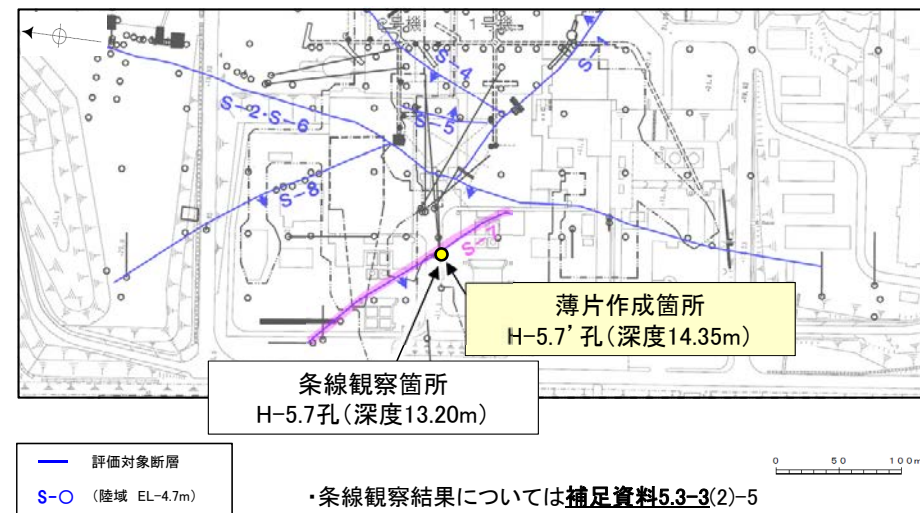 号機 1号機
S-1
S-4
S-5
S-2・S-6
S-8
S-7
薄片作成箇所
H-5.7’孔(深度14.35m)
条線観察箇所
H-5.7孔(深度13.20m)
評価対象断層
S-○ (陸域 EL-4.7m)
0 50 100m
・条線観察結果については補足資料5.3-3(2)-5